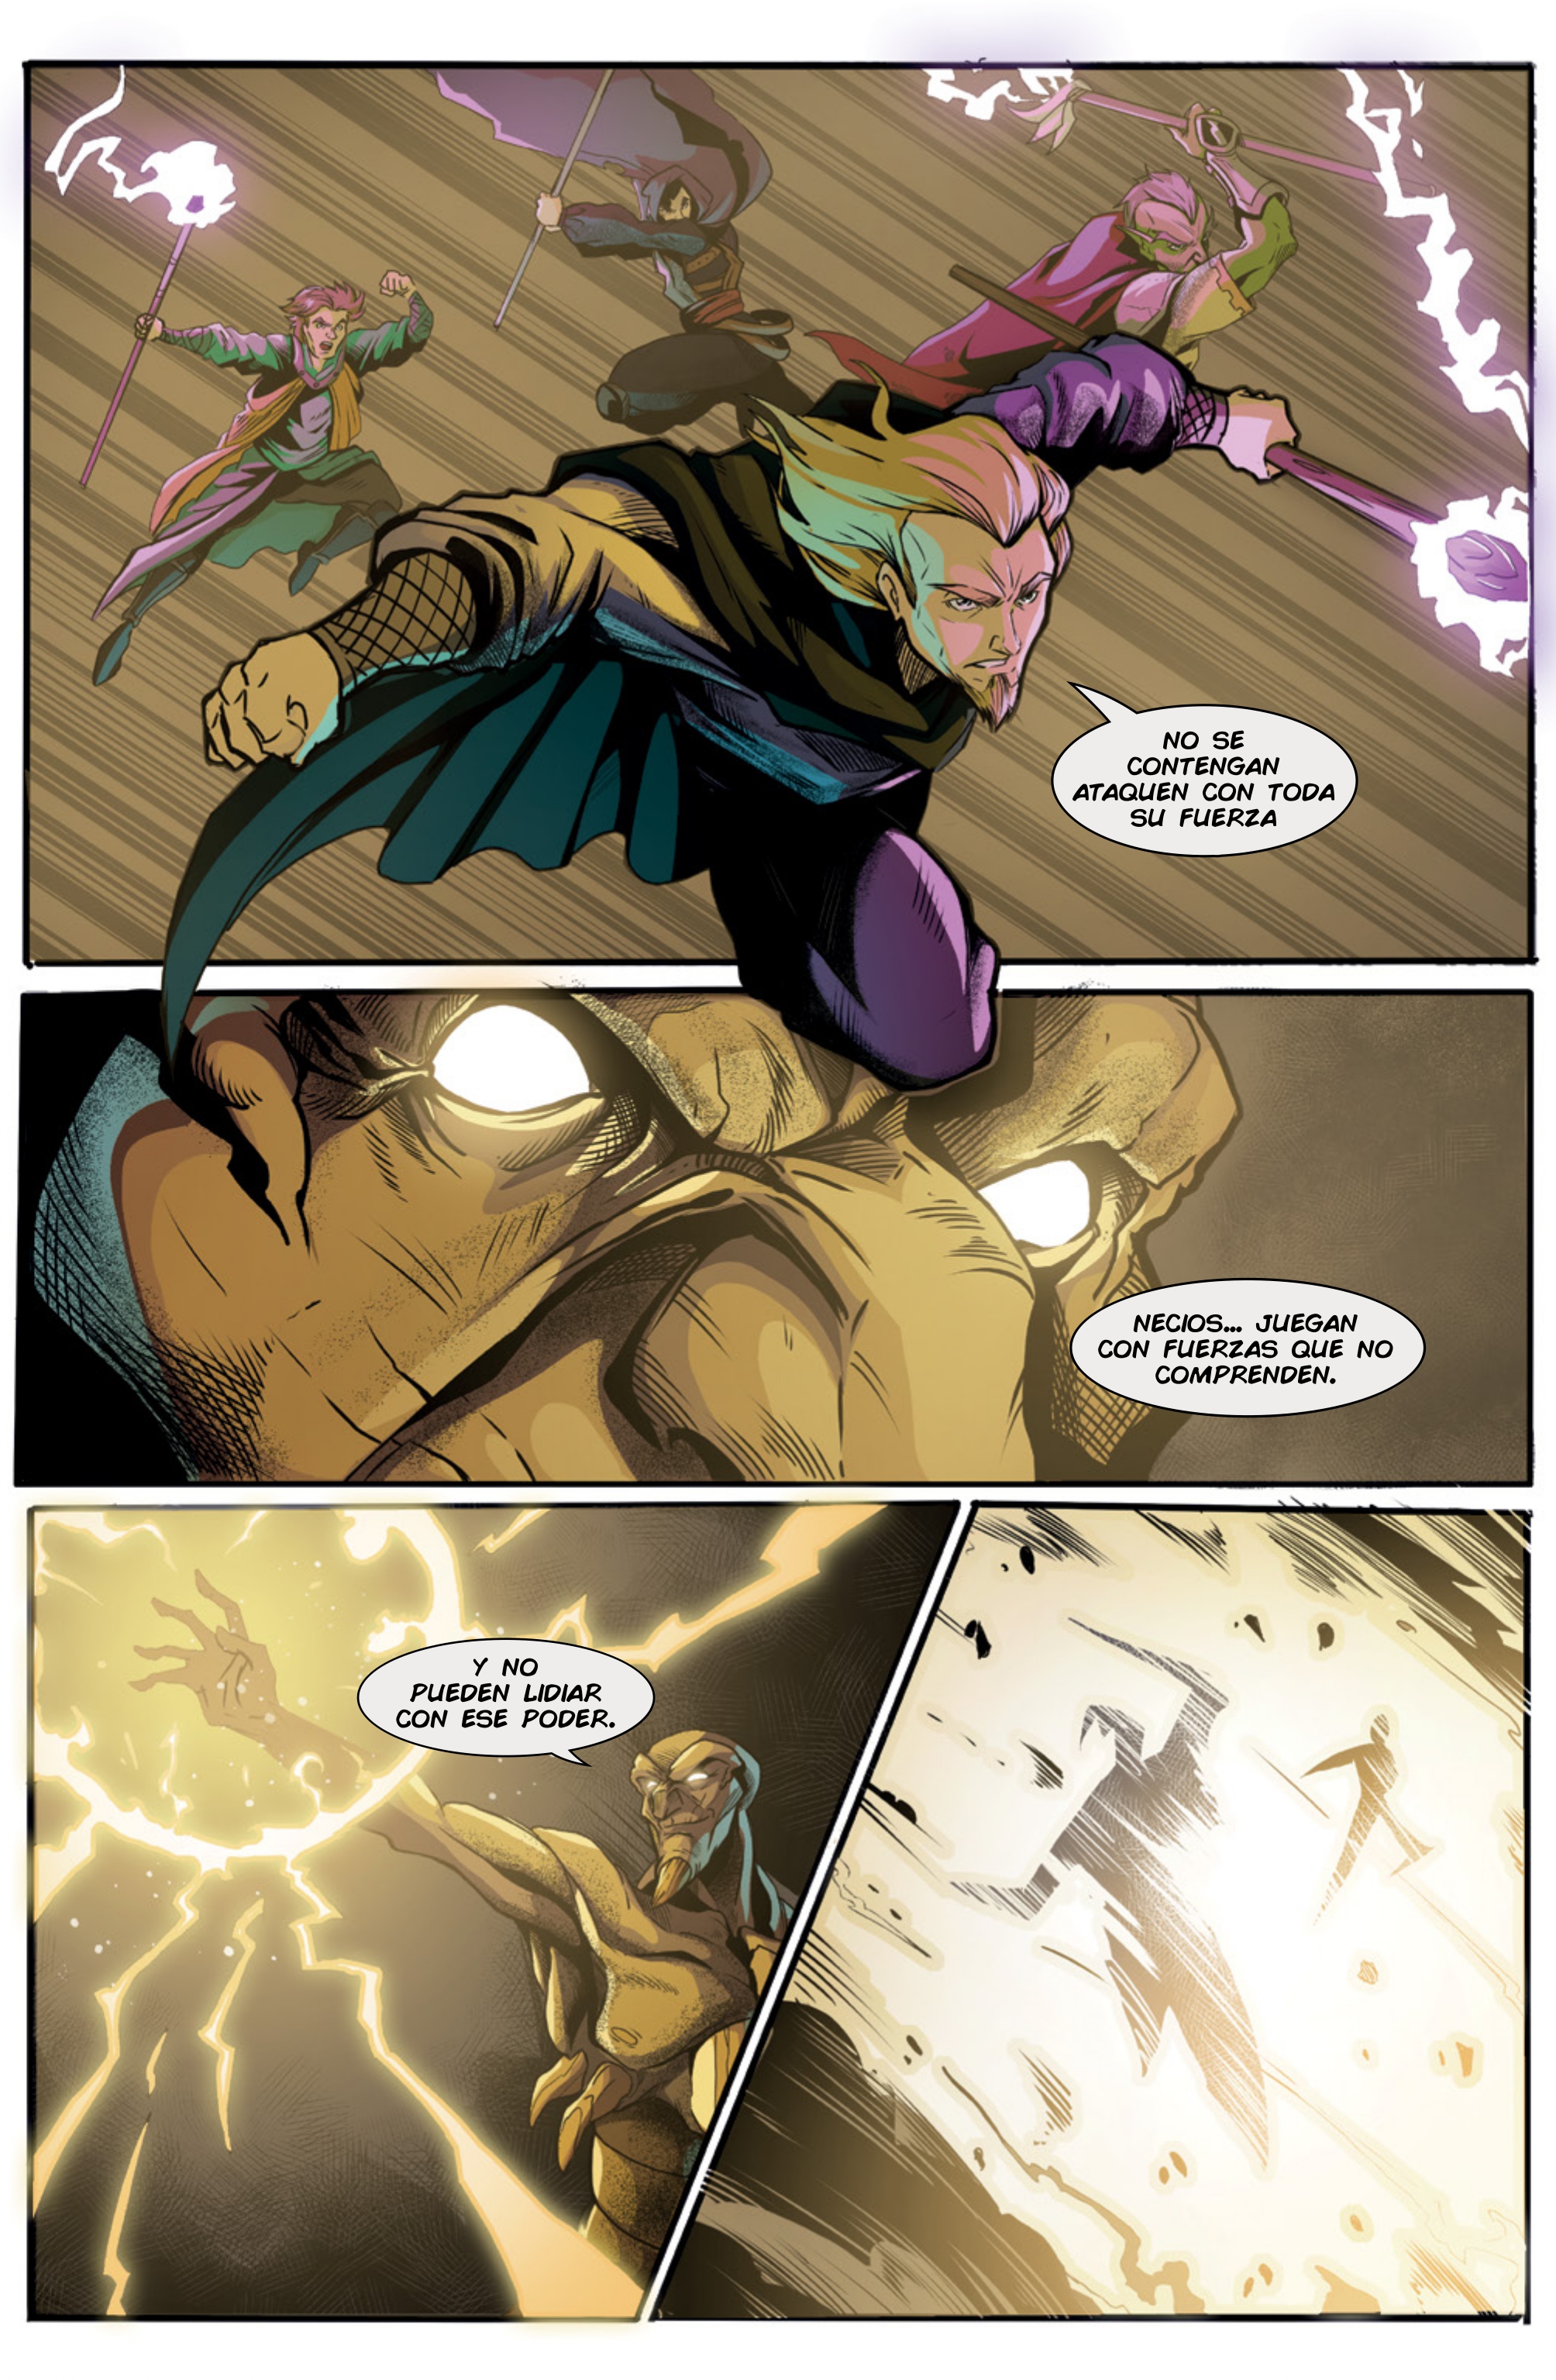 NO SE
CONTENGAN
ATAQUEN CON TODA
SU FUERZA
NECIOS... JUEGAN
CON FUERZAS QUE NO
COMPRENDEN.
Y NO
PUEDEN LIDIAR
CON ESE PODER.